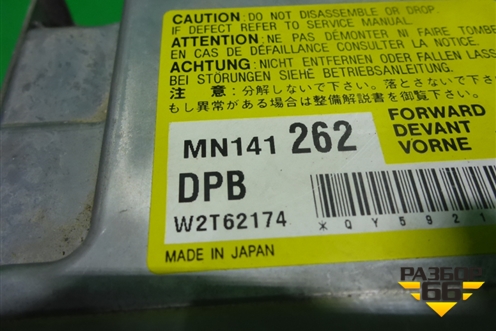 CAUTION: DO NOT DISASSEMBLE OR DROP.
IF DEFECT REFER TO SERVICE MANUAL.
ATTENTION: NE PAS DÉMONTER NI FAIRE TOMBE
EN CAS DE DÉFAILLANCE CONSULTER LA NOTICE.
ACHTUNG: NICHT ENTFERNEN ODER FALLEN LASS
BEI STÖRUNGEN SIEHE BETRIEBSANLEITUNG.
注 意: 分解しないで下さい。落とさないで下さ
もし異常がある場合は整備解説書を御覧下さい。
MN141 262
FORWARD
DEVANT
VORNE
DPB
W2T62174
*QY5921
MADE IN JAPAN
РАЗБОР
66